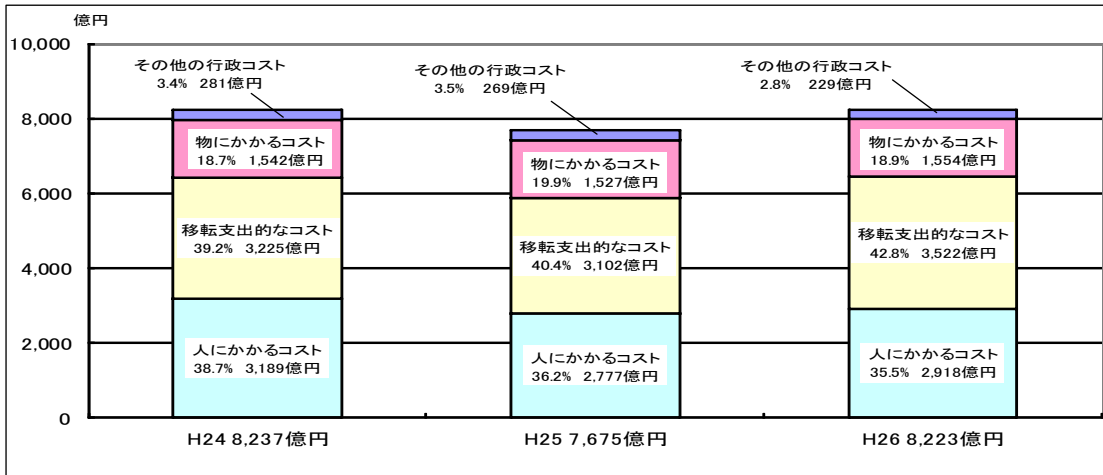 億円
10,000
8,000
6,000
4,000
2,000
0
その他の行政コスト
3.4% 281億円
物にかかるコスト
18.7% 1,542億円
移転支出的なコスト
39.2% 3,225億円
人にかかるコスト
38.7% 3,189億円
H24 8,237億円
その他の行政コスト
3.5% 269億円
物にかかるコスト
19.9% 1,527億円
移転支出的なコスト
40.4% 3,102億円
人にかかるコスト
36.2% 2,777億円
H25 7,675億円
その他の行政コスト
2.8% 229億円
物にかかるコスト
18.9% 1,554億円
移転支出的なコスト
42.8% 3,522億円
人にかかるコスト
35.5% 2,918億円
H26 8,223億円